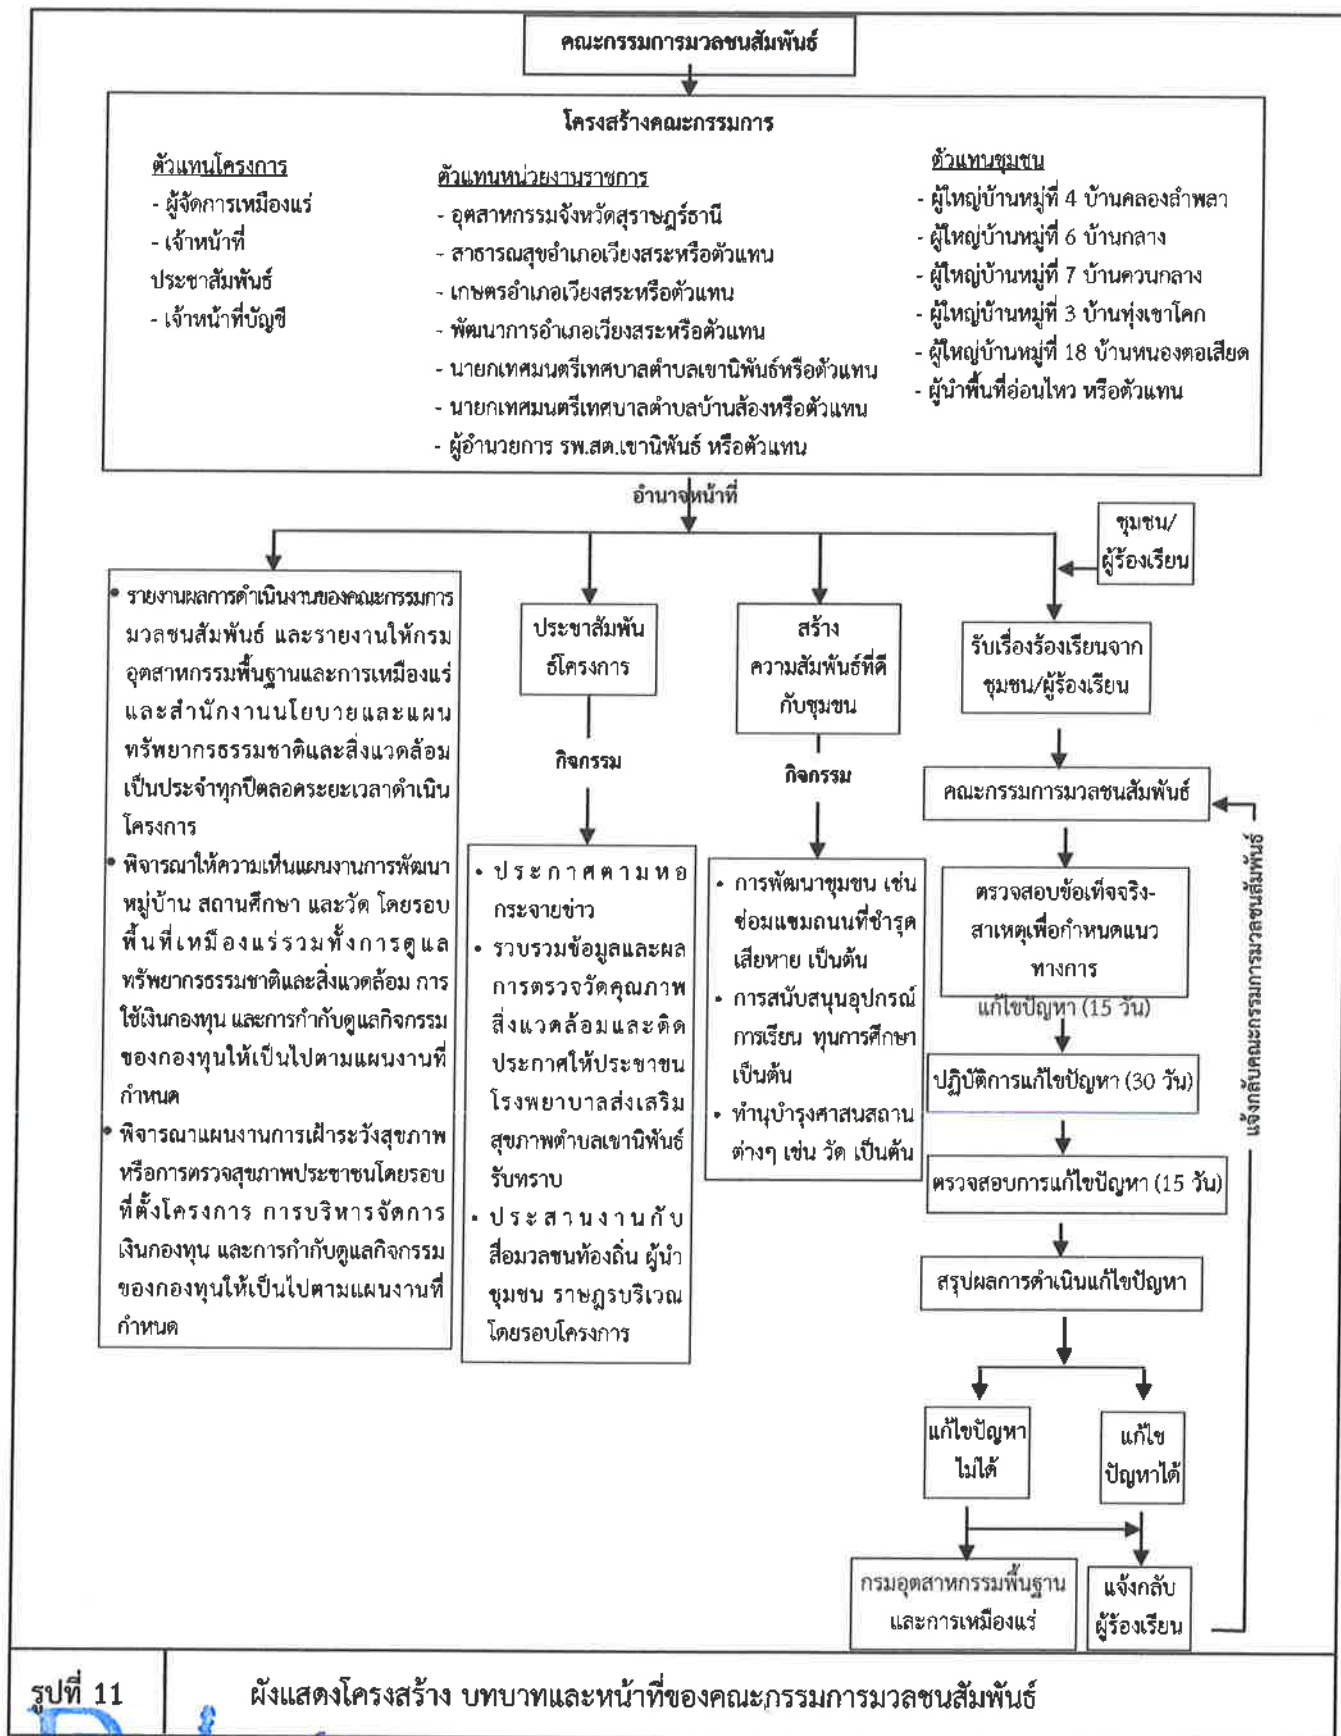 คณะกรรมการมวลชนสัมพันธ์
โครงสร้างคณะกรรมการ
ตัวแทนโครงการ
- ผู้จัดการเหมืองแร่
- เจ้าหน้าที่
ประชาสัมพันธ์
- เจ้าหน้าที่บัญชี
ตัวแทนหน่วยงานราชการ
- อุตสาหกรรมจังหวัดสุราษฎร์ธานี
- สาธารณสุขอำเภอเวียงสระหรือตัวแทน
- เกษตรอำเภอเวียงสระหรือตัวแทน
- พัฒนาการอำเภอเวียงสระหรือตัวแทน
- นายกเทศมนตรีเทศบาลตำบลเขานิพันธ์หรือตัวแทน
- นายกเทศมนตรีเทศบาลตำบลบ้านส้องหรือตัวแทน
- ผู้อำนวยการ รพ.สต.เขานิพันธ์ หรือตัวแทน
ตัวแทนชุมชน
- ผู้ใหญ่บ้านหมู่ที่ 4 บ้านคลองลำพลา
- ผู้ใหญ่บ้านหมู่ที่ 6 บ้านกลาง
- ผู้ใหญ่บ้านหมู่ที่ 7 บ้านควนกลาง
- ผู้ใหญ่บ้านหมู่ที่ 3 บ้านทุ่งเขาโคก
- ผู้ใหญ่บ้านหมู่ที่ 18 บ้านหนองตอเสียด
- ผู้นำพื้นที่อ่อนไหว หรือตัวแทน
อำนาจหน้าที่
ชุมชน/
ผู้ร้องเรียน
• รายงานผลการดำเนินงานของคณะกรรมการ
มวลชนสัมพันธ์ และรายงานให้กรม
อุตสาหกรรมพื้นฐานและการเหมืองแร่
และสำนักงานนโยบายและแผน
ทรัพยากรธรรมชาติและสิ่งแวดล้อม
เป็นประจำทุกปีตลอดระยะเวลาดำเนิน
โครงการ
• พิจารณาให้ความเห็นแผนงานการพัฒนา
หมู่บ้าน สถานศึกษา และวัด โดยรอบ
พื้นที่เหมืองแร่รวมทั้งการดูแล
ทรัพยากรธรรมชาติและสิ่งแวดล้อม การ
ใช้เงินกองทุน และการกำกับดูแลกิจกรรม
ของกองทุนให้เป็นไปตามแผนงานที่
กำหนด
• พิจารณาแผนงานการเฝ้าระวังสุขภาพ
หรือการตรวจสุขภาพประชาชนโดยรอบ
ที่ตั้งโครงการ การบริหารจัดการ
เงินกองทุน และการกำกับดูแลกิจกรรม
ของกองทุนให้เป็นไปตามแผนงานที่
กำหนด
ประชาสัมพัน
ธ์โครงการ
กิจกรรม
• ประกาศตามหอ
กระจายข่าว
• รวบรวมข้อมูลและผล
การตรวจวัดคุณภาพ
สิ่งแวดล้อมและติด
ประกาศให้ประชาชน
โรงพยาบาลส่งเสริม
สุขภาพตำบลเขานิพันธ์
รับทราบ
• ประสานงานกับ
สื่อมวลชนท้องถิ่น ผู้นำ
ชุมชน ราษฎรบริเวณ
โดยรอบโครงการ
สร้าง
ความสัมพันธ์ที่ดี
กับชุมชน
กิจกรรม
• การพัฒนาชุมชน เช่น
ซ่อมแซมถนนที่ชำรุด
เสียหาย เป็นต้น
• การสนับสนุนอุปกรณ์
การเรียน ทุนการศึกษา
เป็นต้น
• ทำนุบำรุงศาสนสถาน
ต่างๆ เช่น วัด เป็นต้น
รับเรื่องร้องเรียนจาก
ชุมชน/ผู้ร้องเรียน
คณะกรรมการมวลชนสัมพันธ์
ตรวจสอบข้อเท็จจริง-
สาเหตุเพื่อกำหนดแนว
ทางการ
แก้ไขปัญหา (15 วัน)
ปฏิบัติการแก้ไขปัญหา (30 วัน)
ตรวจสอบการแก้ไขปัญหา (15 วัน)
สรุปผลการดำเนินแก้ไขปัญหา
แก้ไขปัญหา
ไม่ได้
แก้ไข
ปัญหาได้
กรมอุตสาหกรรมพื้นฐาน
และการเหมืองแร่
แจ้งกลับ
ผู้ร้องเรียน
แจ้งกลับคณะกรรมการมวลชนสัมพันธ์
รูปที่ 11
ผังแสดงโครงสร้าง บทบาทและหน้าที่ของคณะกรรมการมวลชนสัมพันธ์